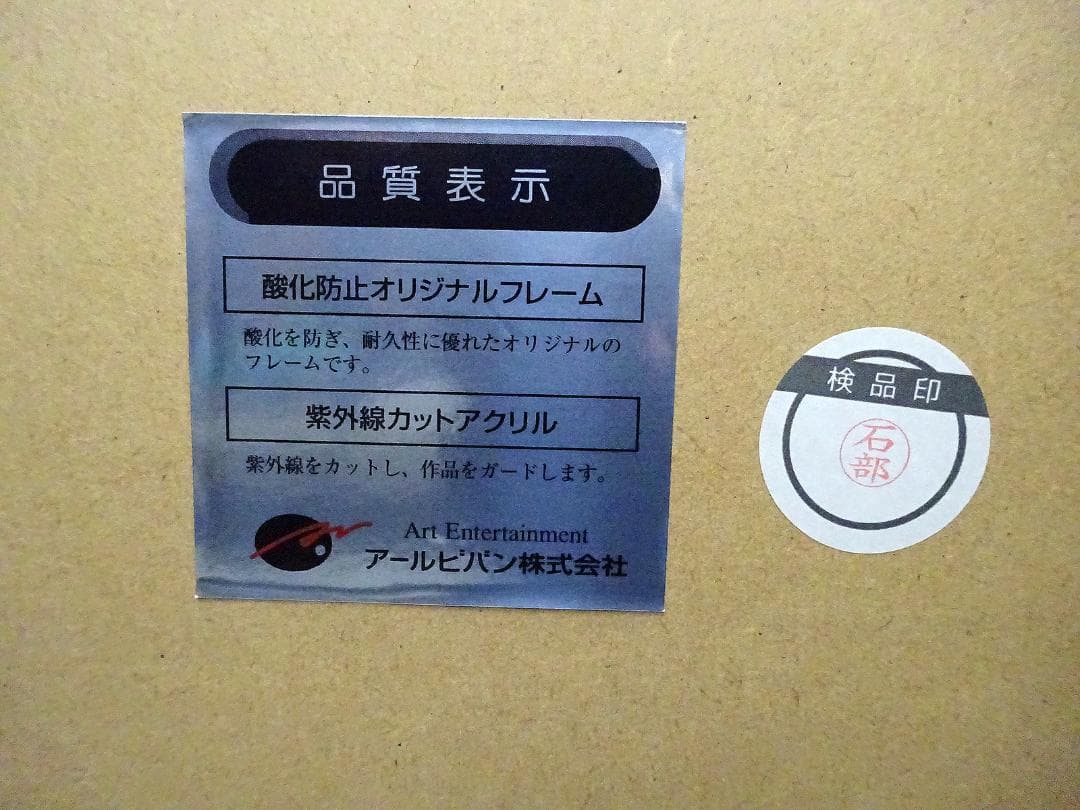 品質表示
酸化防止オリジナルフレーム
酸化を防ぎ、耐久性に優れたオリジナルの
フレームです。
紫外線カットアクリル
紫外線をカットし、作品をガードします。
Art Entertainment
アールビバン株式会社
検品印
石部